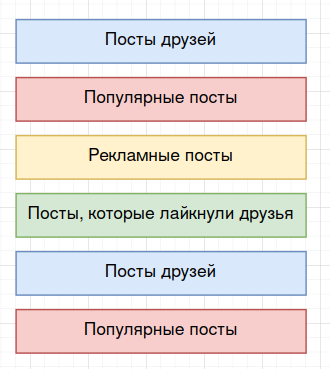 Посты друзей
Популярные посты
Рекламные посты
Посты, которые лайкнули друзья
Посты друзей
Популярные посты